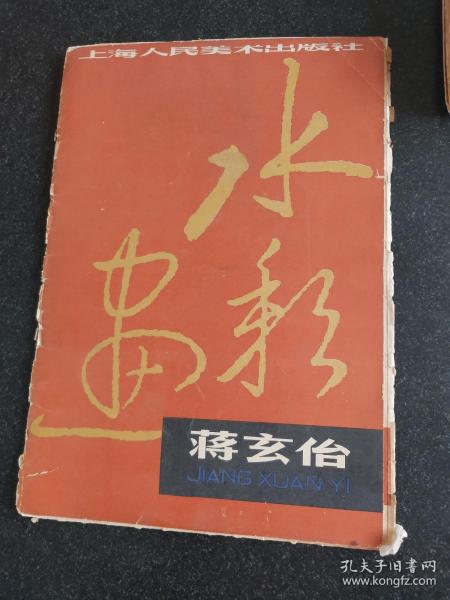 上海人民美术出版社
水彩
画
蒋玄佁
JIANG XUAN YI
孔夫子旧书网
www.kongfz.com